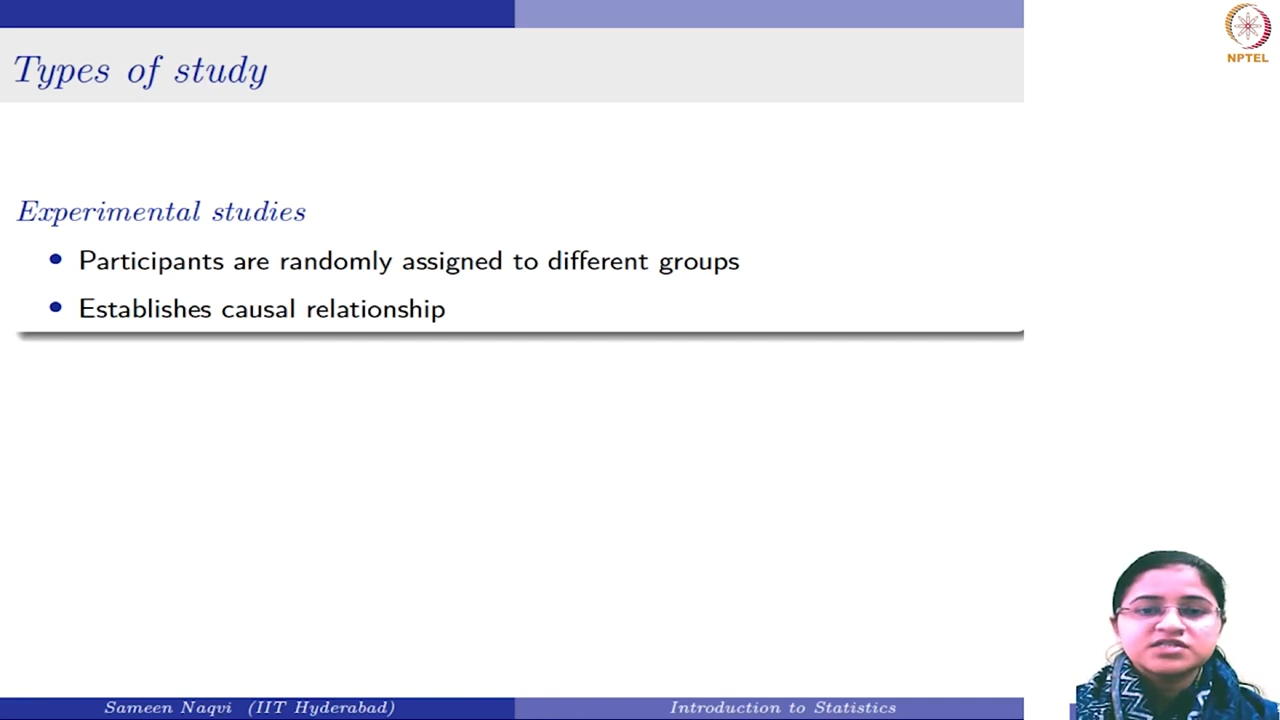 NPTEL
Types of study
Experimental studies
Participants are randomly assigned to different groups
Establishes causal relationship
Sameen Naqvi (IIT Hyderabad)
Introduction to Statistics